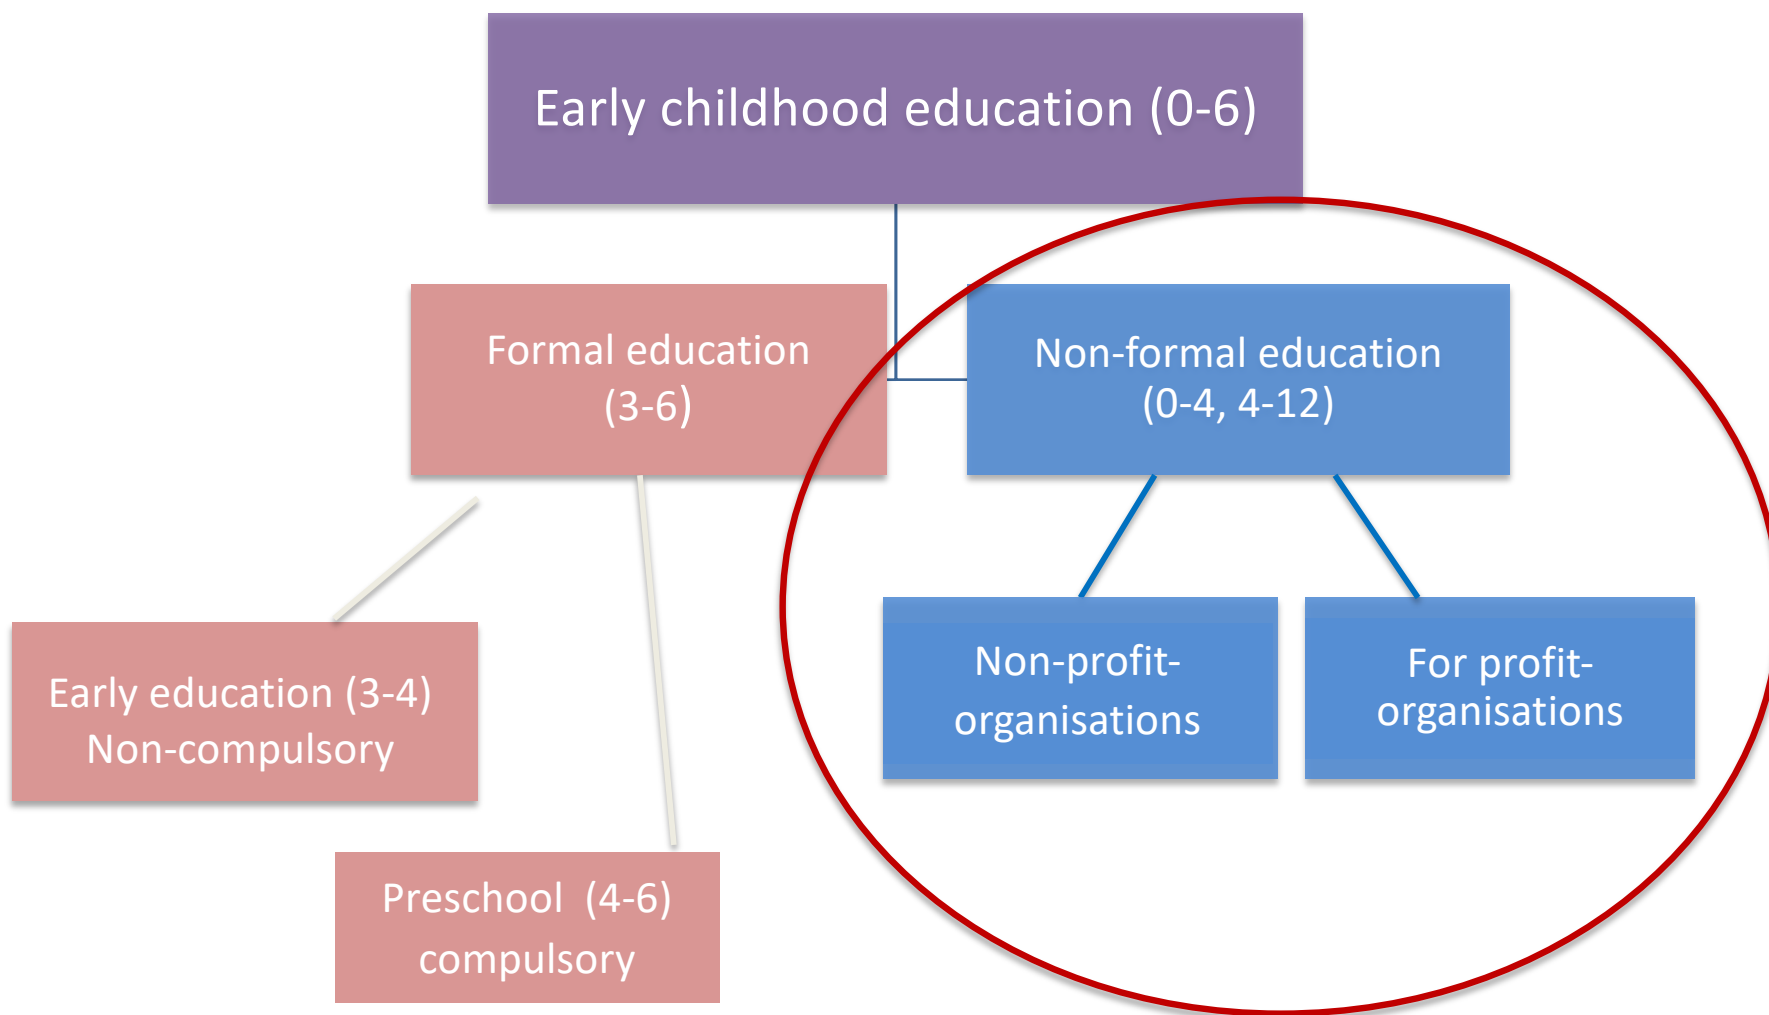 Early childhood education (0-6)
Formal education
(3-6)
Non-formal education
(0-4, 4-12)
Early education (3-4)
Non-compulsory
Preschool  (4-6)
compulsory
Non-profit-
organisations
For profit-
organisations